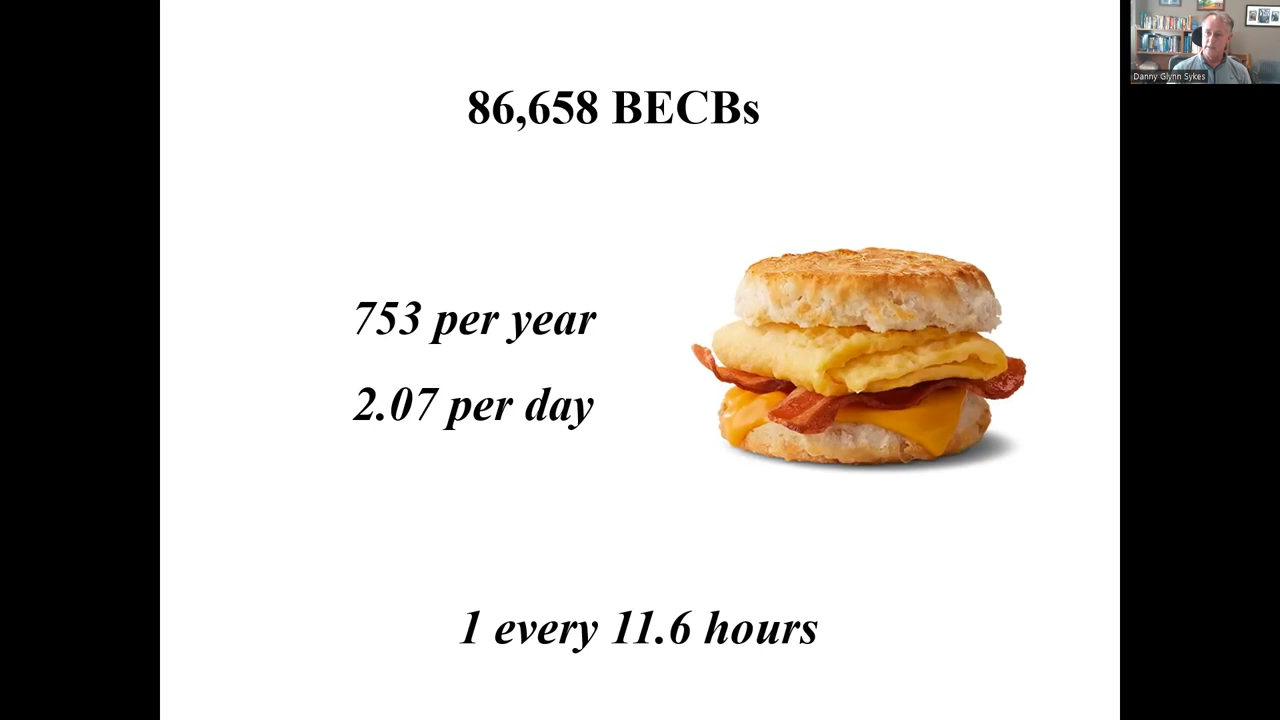 86,658 BECBs
753 per year
2.07 per day
1 every 11.6 hours
Danny Glynn Sykes